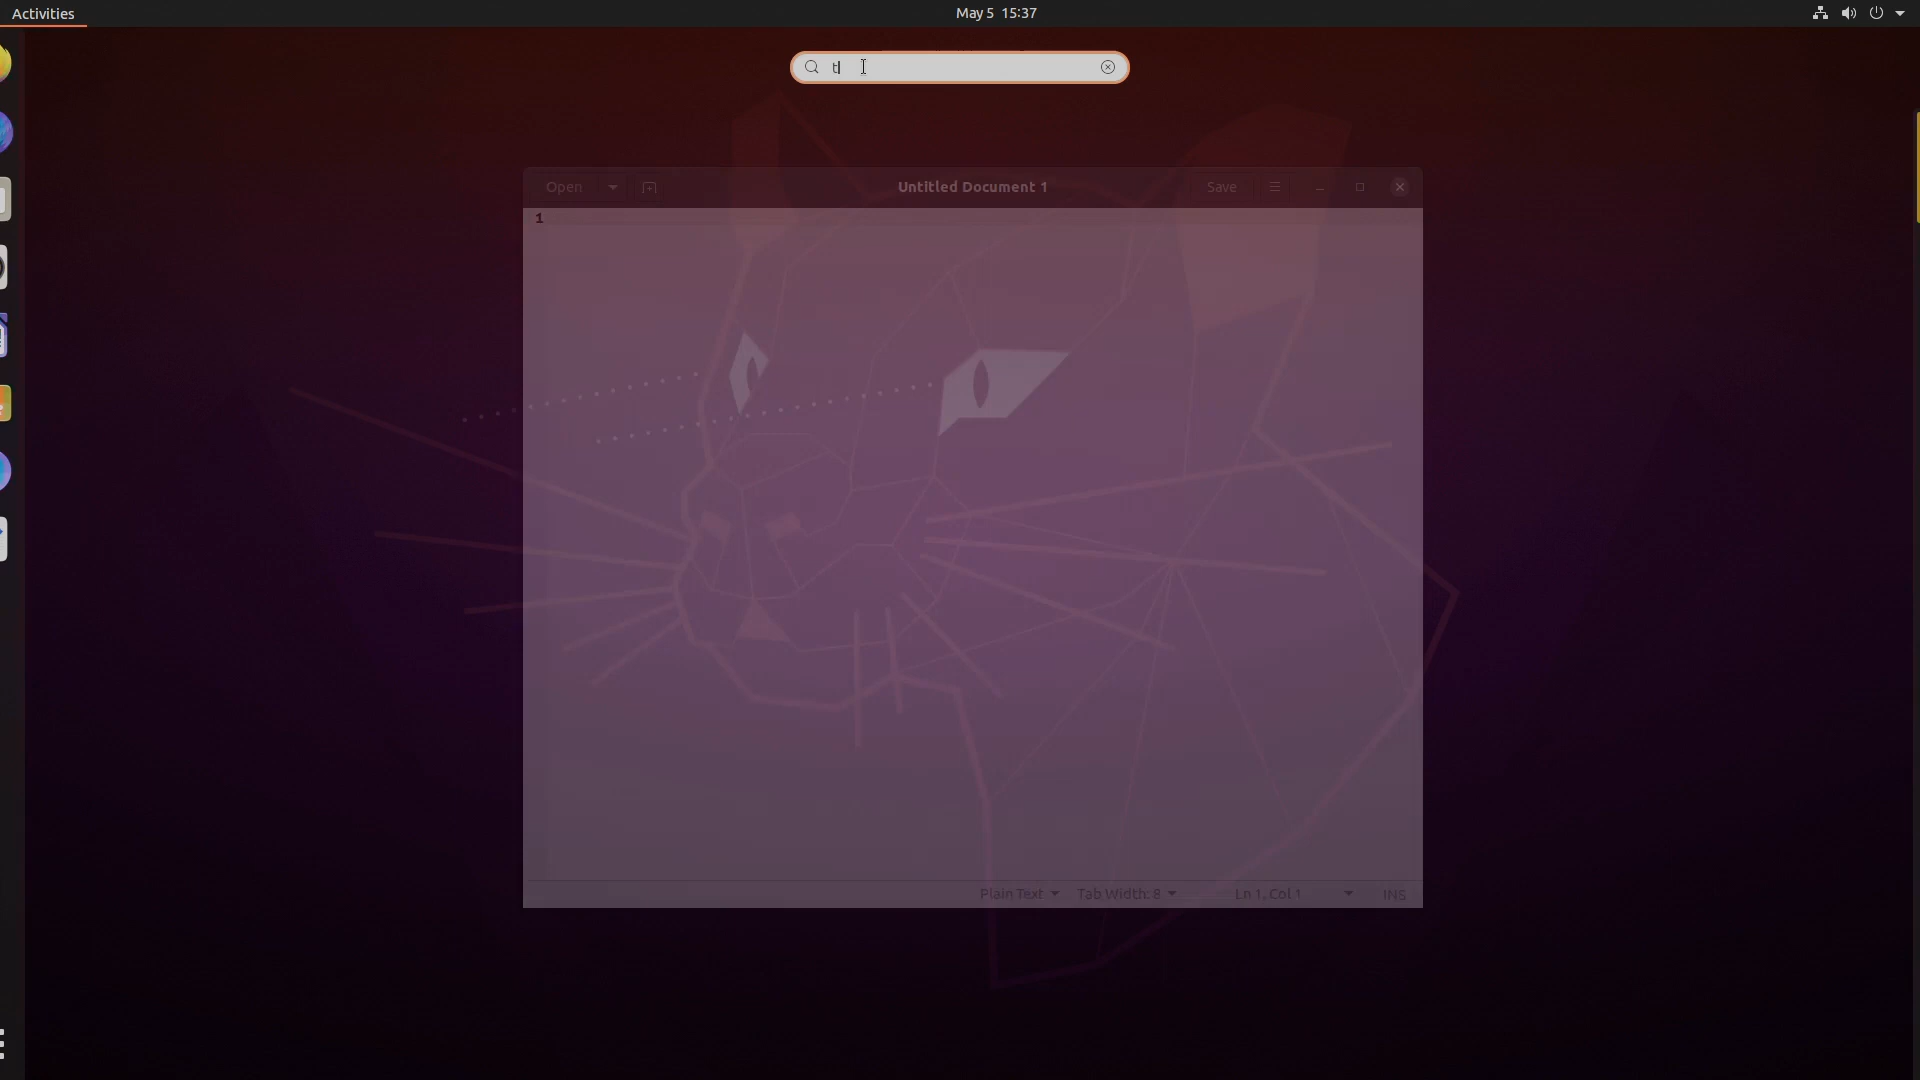 Activities
May 5 15:37
t
Open
Untitled Document 1
Save
1
Plain Text
Tab Width: 8
Ln 1, Col 1
INS